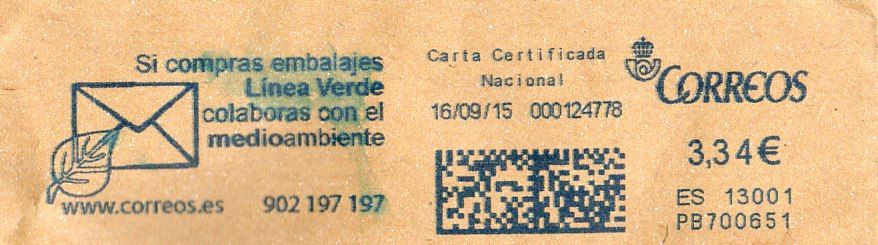 Si compras embalajes
Línea Verde
colaboras con el
medioambiente
www.correos.es 902 197 197
Carta Certificada
Nacional
16/09/15 000124778
CORREOS
3,34€
ES 13001
PB700651